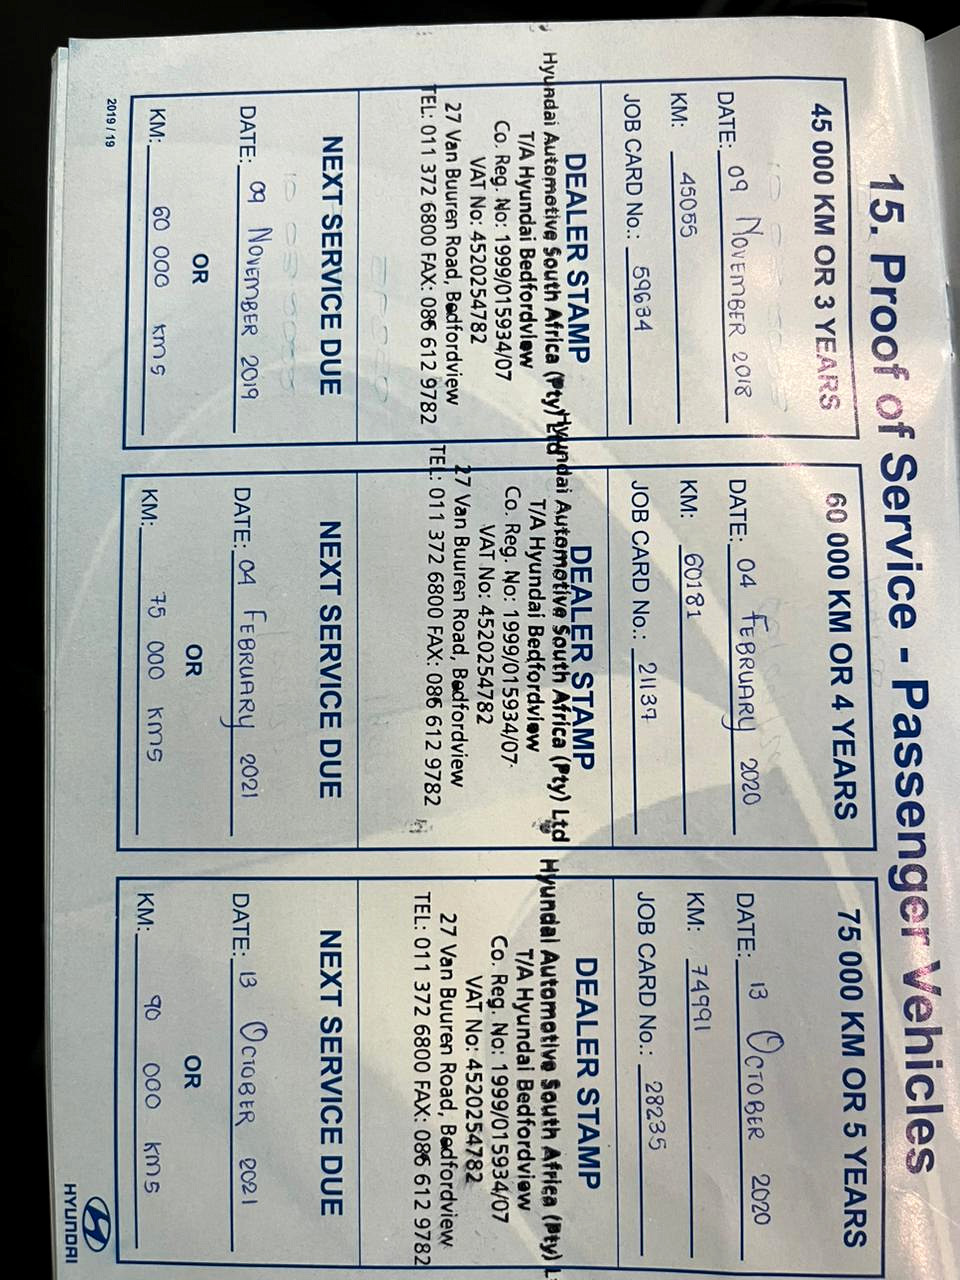 15. Proof of Service - Passenger Vehicles
45 000 KM OR 3 YEARS
DATE: 09 NOVEMBER 2018
KM: 45055
JOB CARD No.: 59634
DEALER STAMP
Hyundai Automotive South Africa (Pty) Ltd
T/A Hyundai Bedfordview
Co. Reg. No: 1999/015934/07
VAT No: 4520254782
27 Van Buuren Road, Bedfordview
TEL: 011 372 6800 FAX: 086 612 9782
NEXT SERVICE DUE
DATE: 09 NOVEMBER 2019
OR
KM: 60 000 kms
60 000 KM OR 4 YEARS
DATE: 04 FEBRUARY 2020
KM: 60181
JOB CARD No.: 21137
DEALER STAMP
Hyundai Automotive South Africa (Pty) Ltd
T/A Hyundai Bedfordview
Co. Reg. No: 1999/015934/07
VAT No: 4520254782
27 Van Buuren Road, Bedfordview
TEL: 011 372 6800 FAX: 086 612 9782
NEXT SERVICE DUE
DATE: 04 FEBRUARY 2021
OR
KM: 75 000 kms
75 000 KM OR 5 YEARS
DATE: 13 OCTOBER 2020
KM: 74991
JOB CARD No.: 28235
DEALER STAMP
Hyundai Automotive South Africa (Pty) L
T/A Hyundai Bedfordview
Co. Reg. No: 1999/015934/07
VAT No: 4520254782
27 Van Buuren Road, Bedfordview
TEL: 011 372 6800 FAX: 086 612 9782
NEXT SERVICE DUE
DATE: 13 OCTOBER 2021
OR
KM: 90 000 kms
2019 / 19
HYUNDAI